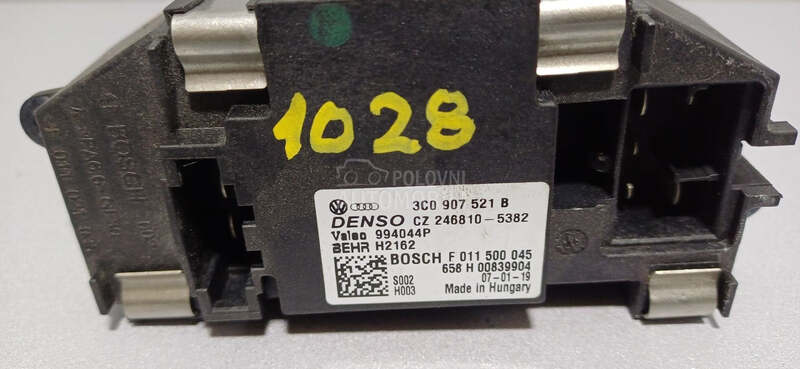 1028
POLOVNI
AUTOMOBILI
3C0 907 521 B
DENSO CZ 246810-5382
Valeo 994044P
BEHR H2162
BOSCH F 011 500 045
658 H 00839904
S002
07-01-19
H003
Made in Hungary
BOSCH